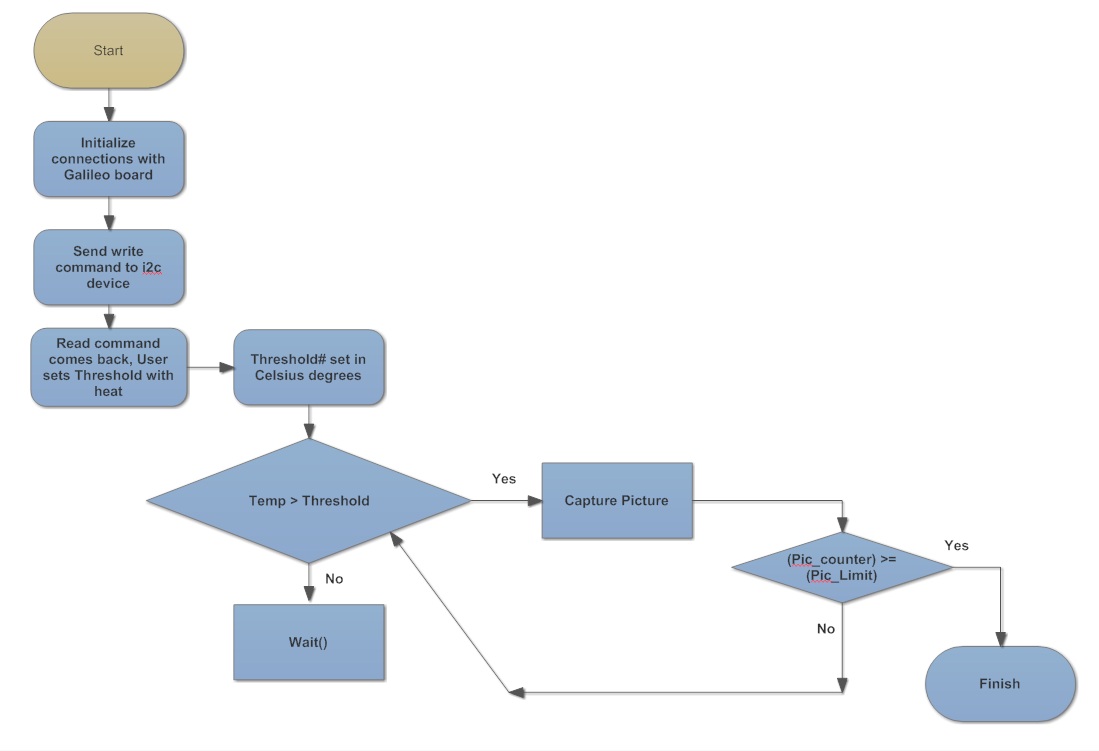 Start
Initialize
connections with
Galileo board
Send write
command to i2c
device
Read command
comes back, User
sets Threshold with
heat
Threshold# set in
Celsius degrees
Temp > Threshold
Yes
Capture Picture
No
Wait()
(Pic_counter) >=
(Pic_Limit)
Yes
No
Finish